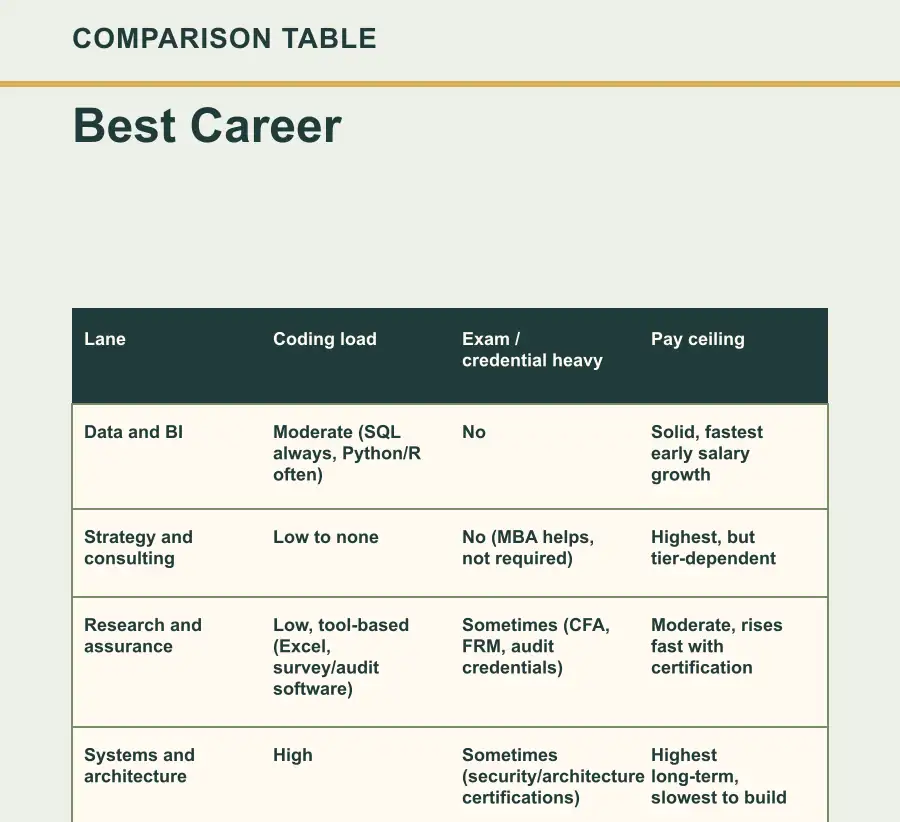 COMPARISON TABLE
Best Career
Lane
Coding load
Exam /
credential heavy
Pay ceiling
Data and BI
Moderate (SQL
always, Python/R
often)
No
Solid, fastest
early salary
growth
Strategy and
consulting
Low to none
No (MBA helps,
not required)
Highest, but
tier-dependent
Research and
assurance
Low, tool-based
(Excel,
survey/audit
software)
Sometimes (CFA,
FRM, audit
credentials)
Moderate, rises
fast with
certification
Systems and
architecture
High
Sometimes
(security/architecture
certifications)
Highest
long-term,
slowest to build